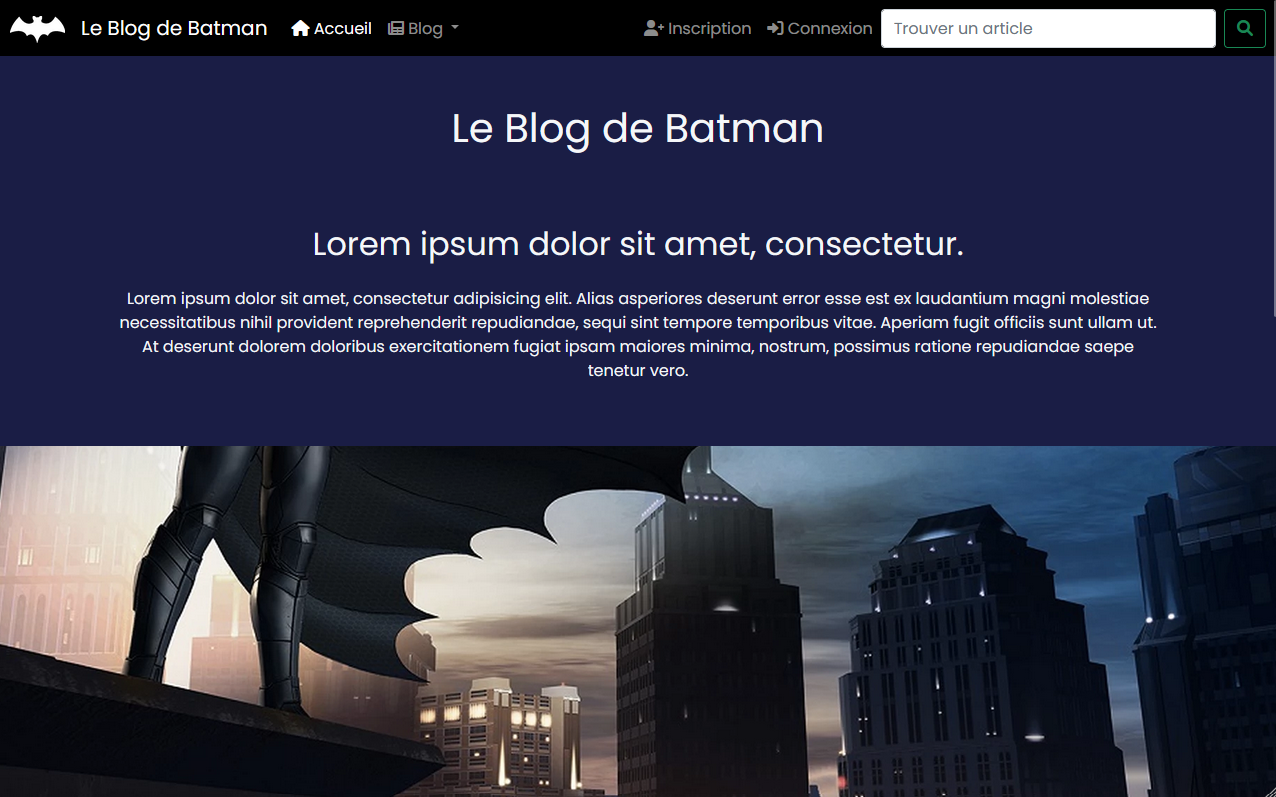 Le Blog de Batman Accueil Blog Inscription Connexion Trouver un article
Le Blog de Batman
Lorem ipsum dolor sit amet, consectetur.
Lorem ipsum dolor sit amet, consectetur adipisicing elit. Alias asperiores deserunt error esse est ex laudantium magni molestiae
necessitatibus nihil provident reprehenderit repudiandae, sequi sint tempore temporibus vitae. Aperiam fugit officiis sunt ullam ut.
At deserunt dolorem doloribus exercitationem fugiat ipsam maiores minima, nostrum, possimus ratione repudiandae saepe
tenetur vero.